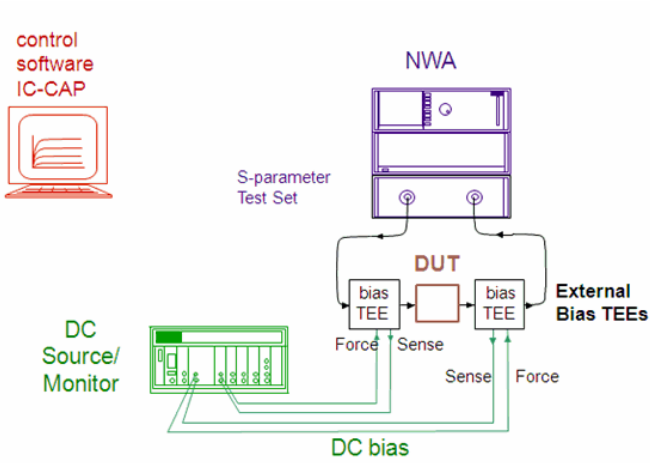 control
software
IC-CAP
NWA
S-parameter
Test Set
DUT
bias
TEE
bias
TEE
External
Bias TEEs
Force
Sense
DC
Source/
Monitor
Sense
Force
DC bias